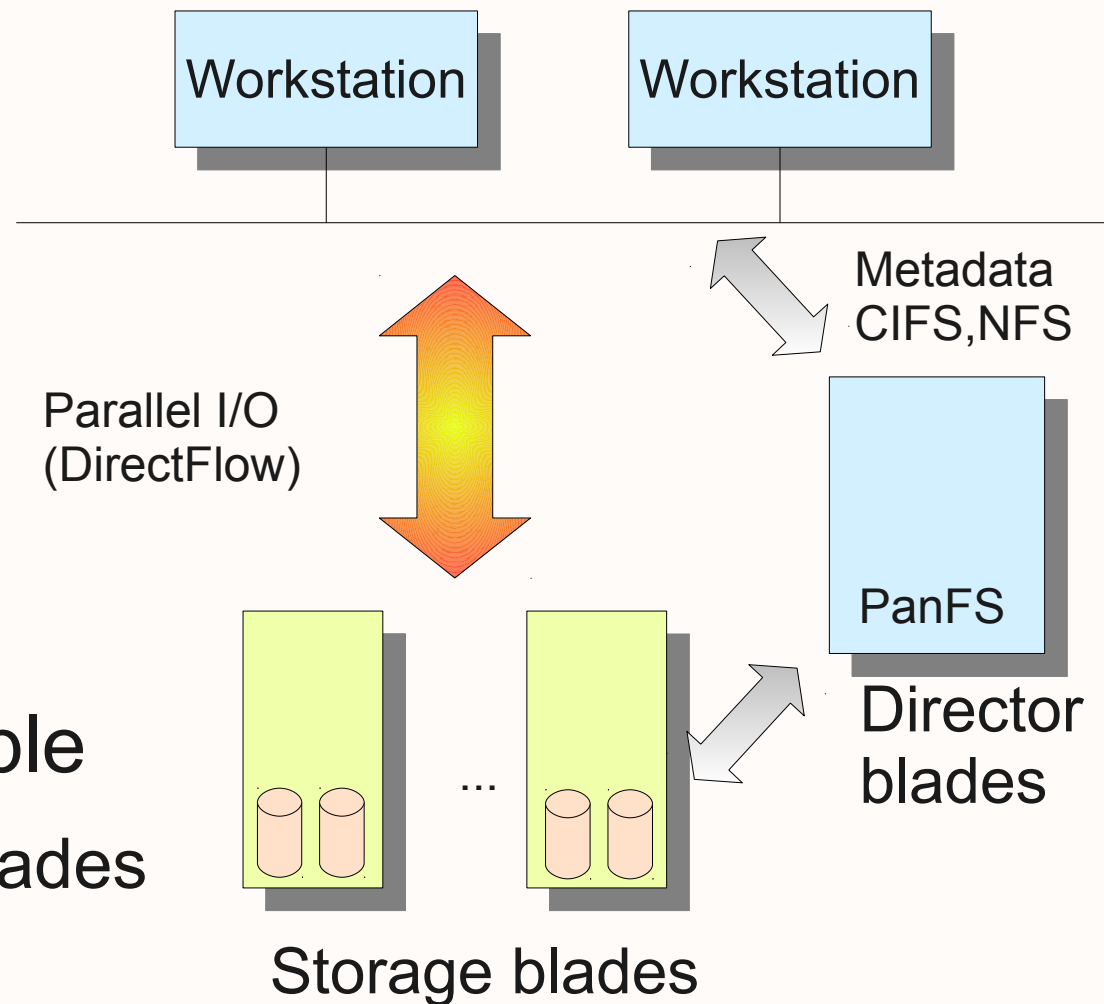 Workstation
Workstation
Metadata
CIFS,NFS
Parallel I/O
(DirectFlow)
PanFS
Director
blades
...
Storage blades